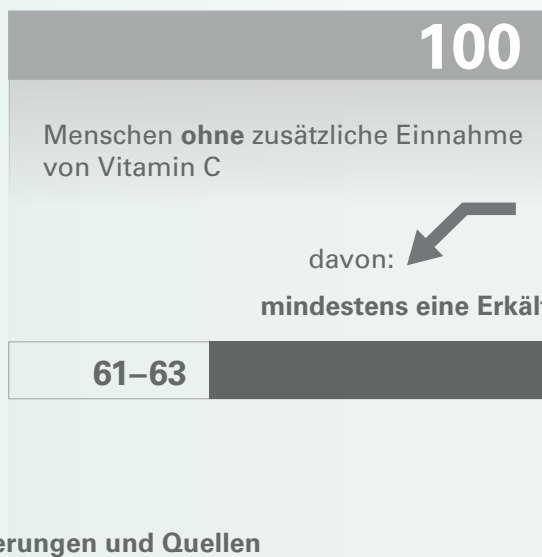 100
Menschen ohne zusätzliche Einnahme
von Vitamin C
davon:
mindestens eine Erkält
61–63
erungen und Quellen